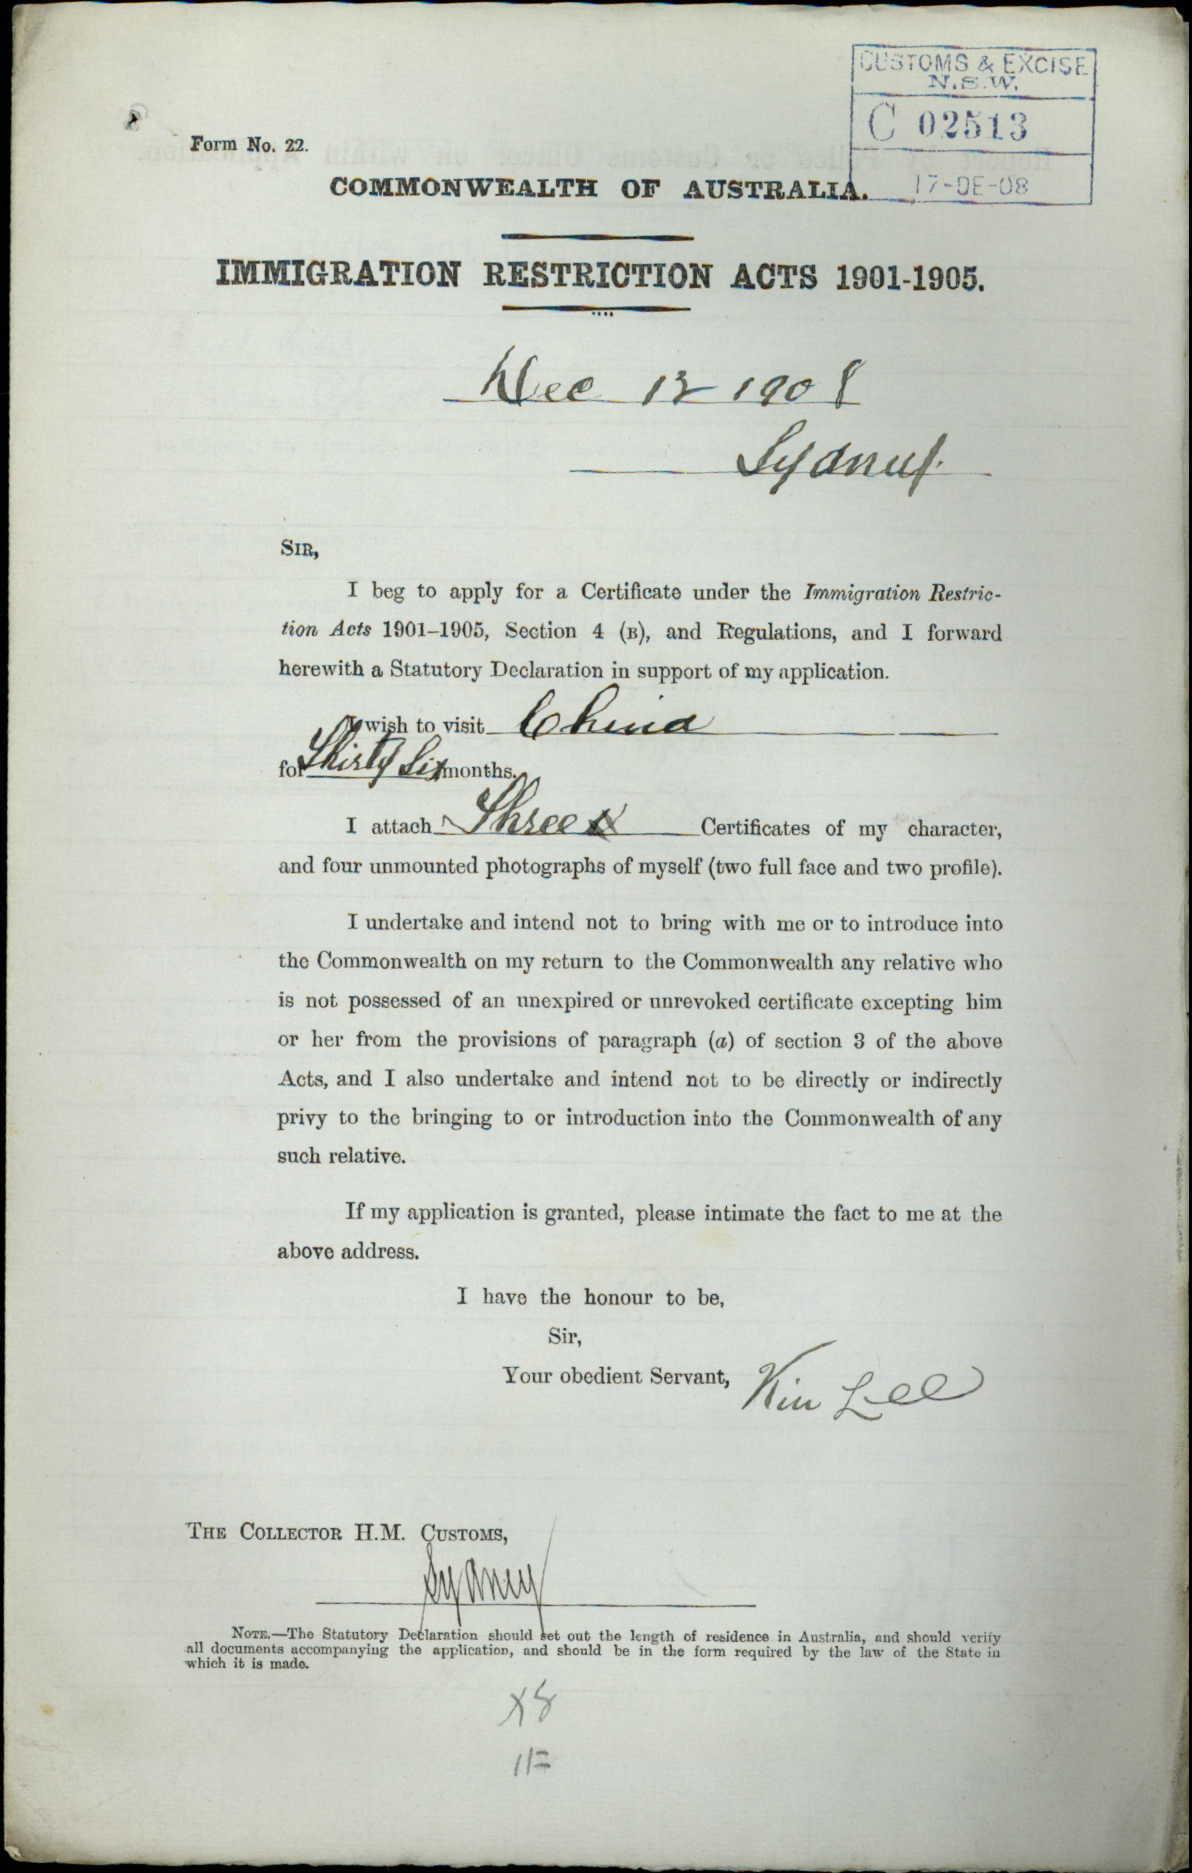 CUSTOMS & EXCISE
N.S.W.
C 02513
17-DE-08
Form No. 22.
COMMONWEALTH OF AUSTRALIA.
IMMIGRATION RESTRICTION ACTS 1901-1905.
Dec 12 1908
Sydney.
SIR,
I beg to apply for a Certificate under the Immigration Restric-
tion Acts 1901–1905, Section 4 (B), and Regulations, and I forward
herewith a Statutory Declaration in support of my application.
I wish to visit China
for Thirty Six months.
I attach Three Certificates of my character,
and four unmounted photographs of myself (two full face and two profile).
I undertake and intend not to bring with me or to introduce into
the Commonwealth on my return to the Commonwealth any relative who
is not possessed of an unexpired or unrevoked certificate excepting him
or her from the provisions of paragraph (a) of section 3 of the above
Acts, and I also undertake and intend not to be directly or indirectly
privy to the bringing to or introduction into the Commonwealth of any
such relative.
If my application is granted, please intimate the fact to me at the
above address.
I have the honour to be,
Sir,
Your obedient Servant, Kin Lee
THE COLLECTOR H.M. CUSTOMS,
Sydney
NOTE.—The Statutory Declaration should set out the length of residence in Australia, and should verify
all documents accompanying the application, and should be in the form required by the law of the State in
which it is made.